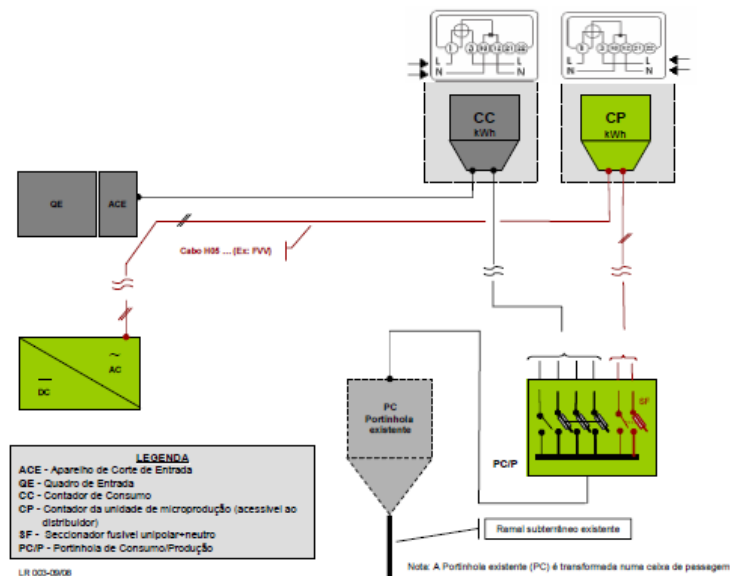 L
N
L
N
CC
kWh
CP
kWh
QE
ACE
Cabo H05 ... (Ex: FVV)
AC
DC
PC
Portinhola
existente
SF
PC/P
LEGENDA
ACE - Aparelho de Corte de Entrada
QE - Quadro de Entrada
CC - Contador de Consumo
CP - Contador da unidade de microprodução (acessível ao
distribuidor)
SF - Seccionador fusível unipolar+neutro
PC/P - Portinhola de Consumo/Produção
Ramal subterrâneo existente
LR 003-09/08
Nota: A Portinhola existente (PC) é transformada numa caixa de passagem